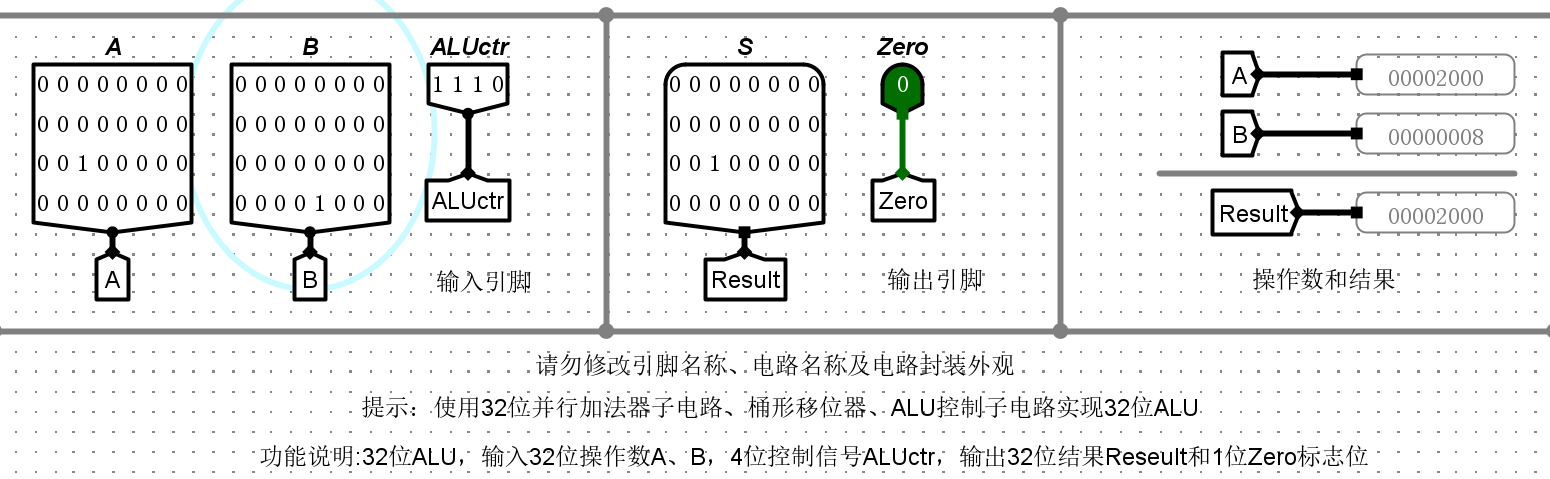 A B ALUctr S Zero
0 0 0 0 0 0 0 0 0 0 0 0 0 0 0 0 1 1 1 0 0 0 0 0 0 0 0 0 0 A 00002000
0 0 0 0 0 0 0 0 0 0 0 0 0 0 0 0 0 0 0 0 0 0 0 0 B 00000008
0 0 1 0 0 0 0 0 0 0 0 0 0 0 0 0 0 0 1 0 0 0 0 0
0 0 0 0 0 0 0 0 0 0 0 0 1 0 0 0 ALUctr 0 0 0 0 0 0 0 0 Zero Result 00002000
A B 输入引脚 Result 输出引脚 操作数和结果
请勿修改引脚名称、电路名称及电路封装外观
提示：使用32位并行加法器子电路、桶形移位器、ALU控制子电路实现32位ALU
功能说明:32位ALU，输入32位操作数A、B，4位控制信号ALUctr，输出32位结果Reseult和1位Zero标志位